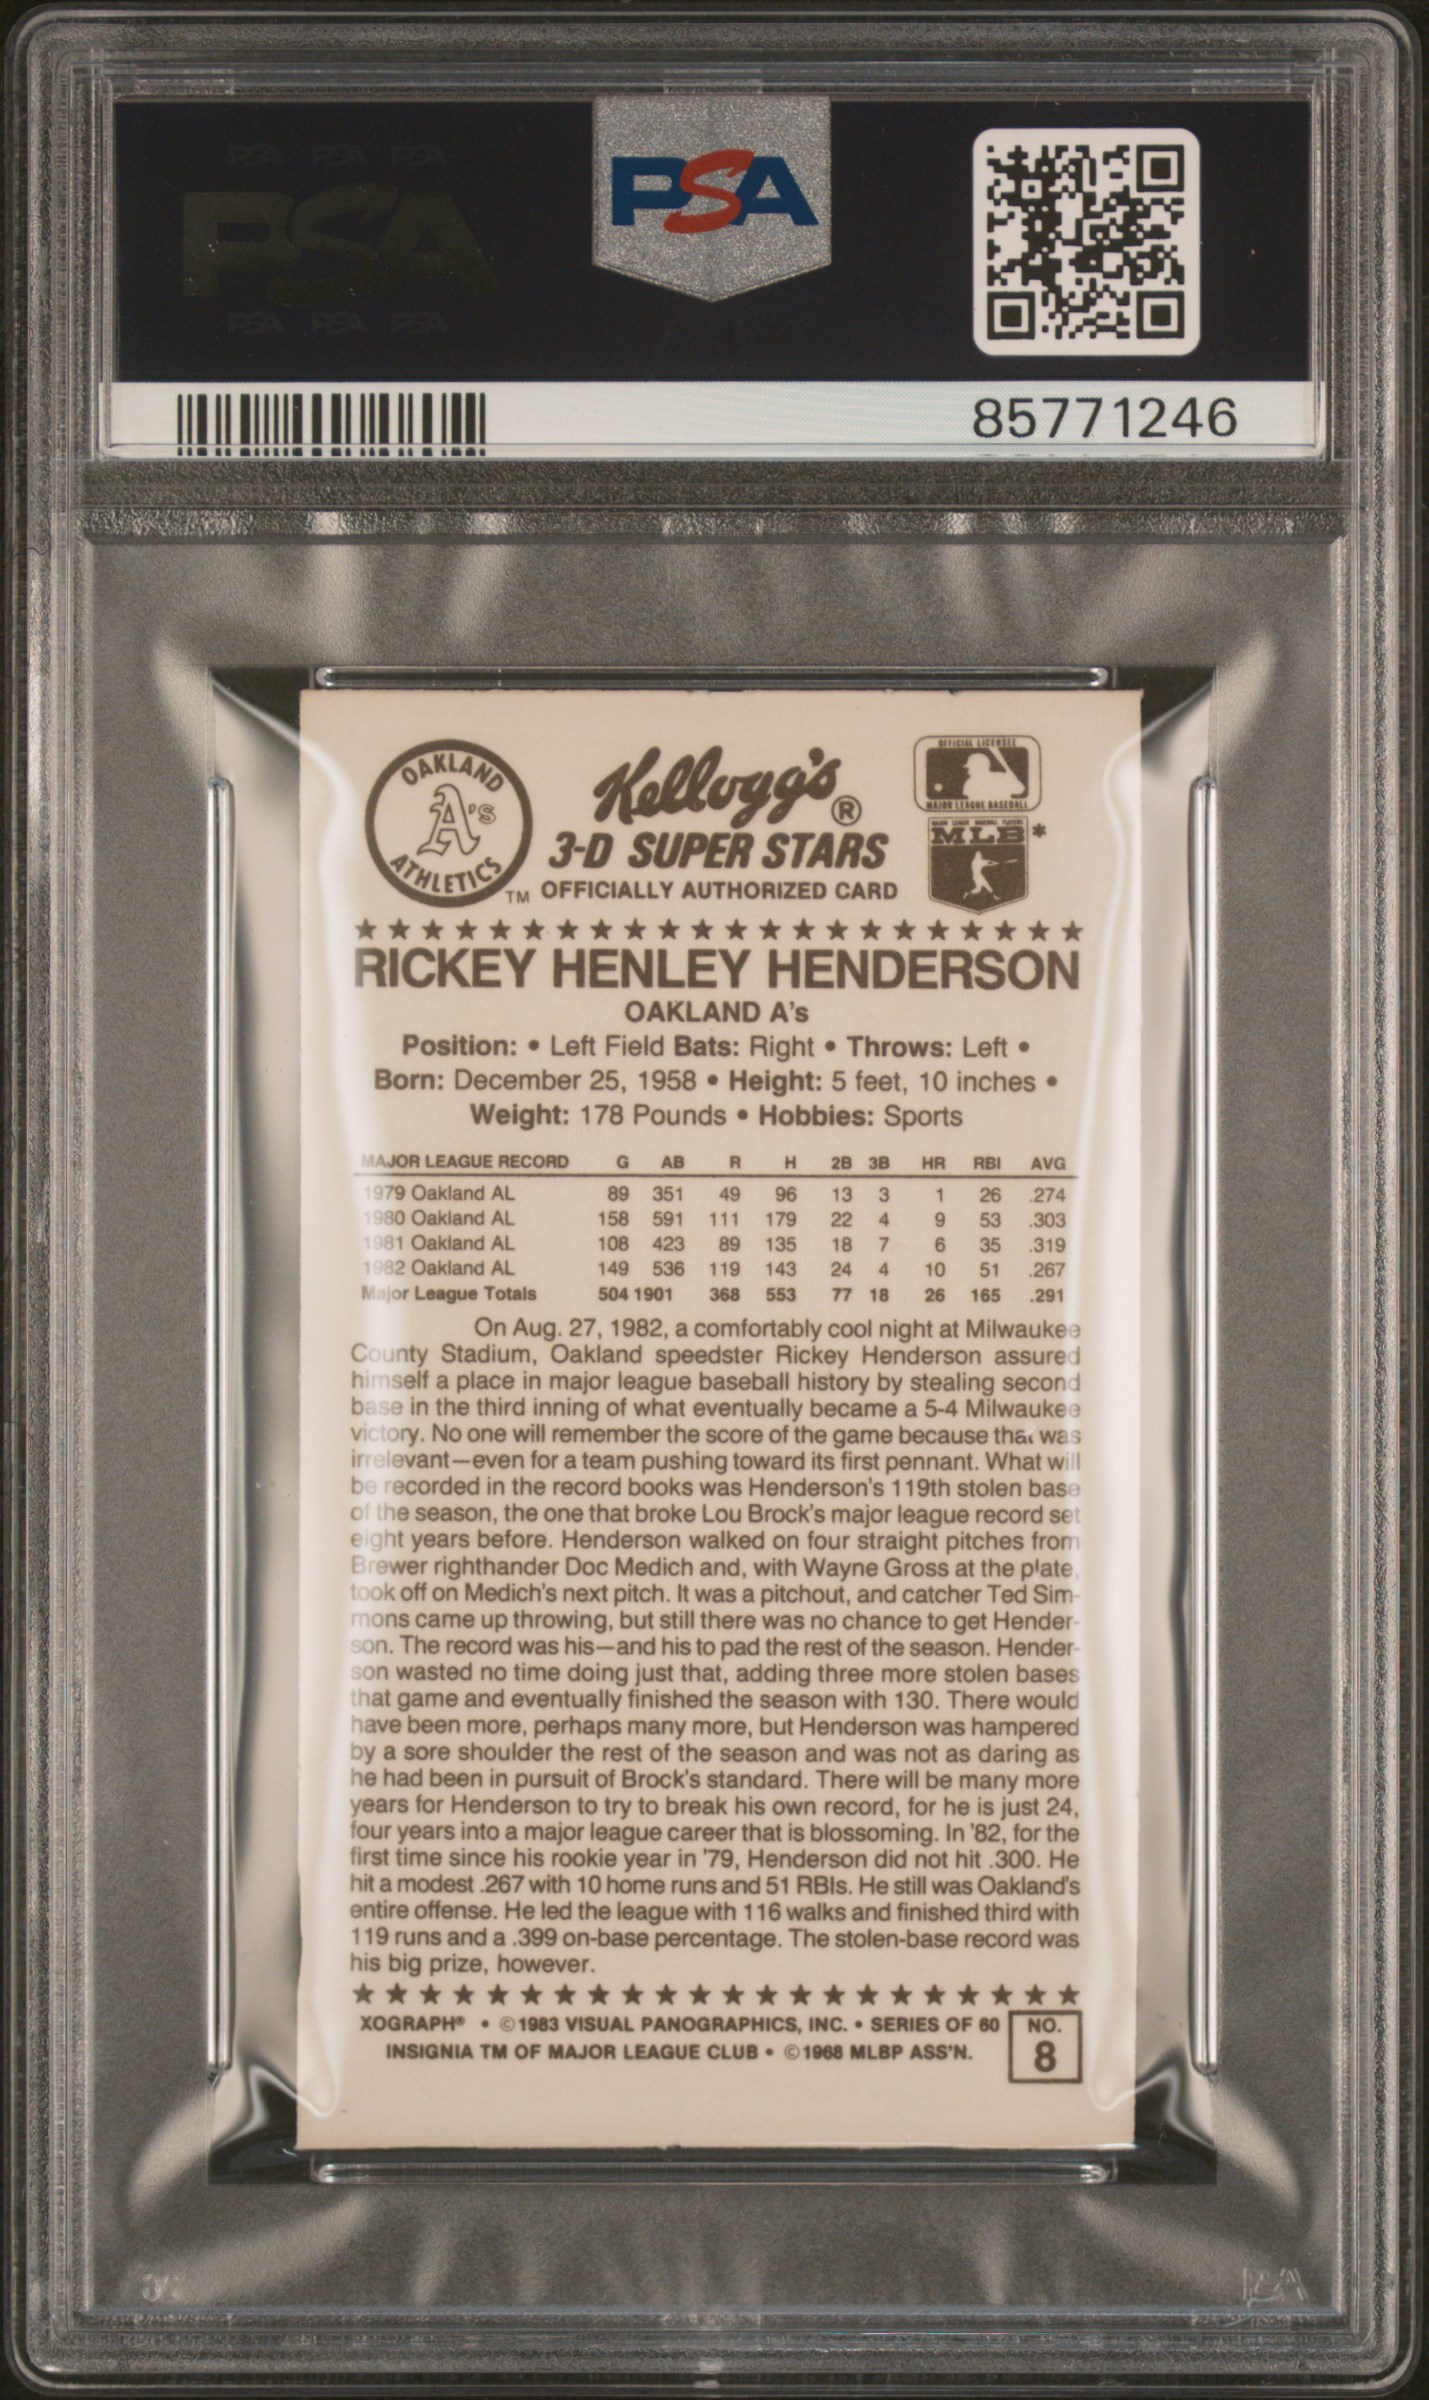 PSA PSA PSA
PSA
PSA PSA PSA
PSA
85771246
OAKLAND A's ATHLETICS TM
Kellogg's®
3-D SUPER STARS
OFFICIALLY AUTHORIZED CARD
OFFICIAL LICENSEE
MAJOR LEAGUE BASEBALL
MAJOR LEAGUE BASEBALL PLAYERS
MLB*
★★★★★★★★★★★★★★★★★★★★★★
RICKEY HENLEY HENDERSON
OAKLAND A's
Position: • Left Field Bats: Right • Throws: Left •
Born: December 25, 1958 • Height: 5 feet, 10 inches •
Weight: 178 Pounds • Hobbies: Sports
MAJOR LEAGUE RECORD G AB R H 2B 3B HR RBI AVG
1979 Oakland AL 89 351 49 96 13 3 1 26 .274
1980 Oakland AL 158 591 111 179 22 4 9 53 .303
1981 Oakland AL 108 423 89 135 18 7 6 35 .319
1982 Oakland AL 149 536 119 143 24 4 10 51 .267
Major League Totals 504 1901 368 553 77 18 26 165 .291
On Aug. 27, 1982, a comfortably cool night at Milwaukee
County Stadium, Oakland speedster Rickey Henderson assured
himself a place in major league baseball history by stealing second
base in the third inning of what eventually became a 5-4 Milwaukee
victory. No one will remember the score of the game because that was
irrelevant—even for a team pushing toward its first pennant. What will
be recorded in the record books was Henderson's 119th stolen base
of the season, the one that broke Lou Brock's major league record set
eight years before. Henderson walked on four straight pitches from
Brewer righthander Doc Medich and, with Wayne Gross at the plate,
took off on Medich's next pitch. It was a pitchout, and catcher Ted Sim-
mons came up throwing, but still there was no chance to get Hender-
son. The record was his—and his to pad the rest of the season. Hender-
son wasted no time doing just that, adding three more stolen bases
that game and eventually finished the season with 130. There would
have been more, perhaps many more, but Henderson was hampered
by a sore shoulder the rest of the season and was not as daring as
he had been in pursuit of Brock's standard. There will be many more
years for Henderson to try to break his own record, for he is just 24,
four years into a major league career that is blossoming. In '82, for the
first time since his rookie year in '79, Henderson did not hit .300. He
hit a modest .267 with 10 home runs and 51 RBIs. He still was Oakland's
entire offense. He led the league with 116 walks and finished third with
119 runs and a .399 on-base percentage. The stolen-base record was
his big prize, however.
★★★★★★★★★★★★★★★★★★★★★★
XOGRAPH® • ©1983 VISUAL PANOGRAPHICS, INC. • SERIES OF 60
INSIGNIA TM OF MAJOR LEAGUE CLUB • ©1968 MLBP ASS'N.
NO.
8
PSA